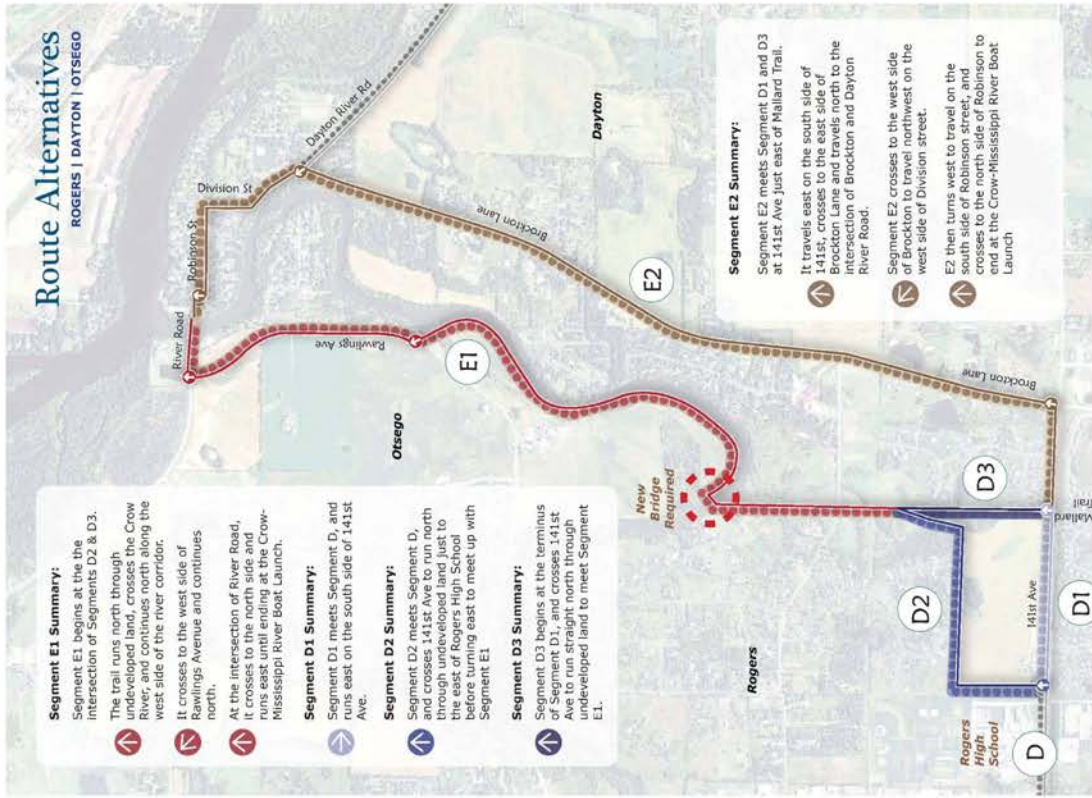 Route Alternatives
ROGERS | DAYTON | OTSEGO
Segment E1 Summary:
Segment E1 begins at the the
intersection of Segments D2 & D3.
The trail runs north through
undeveloped land, crosses the Crow
River, and continues north along the
west side of the river corridor.
It crosses to the west side of
Rawlings Avenue and continues
north.
At the intersection of River Road,
it crosses to the north side and
runs east until ending at the Crow-
Mississippi River Boat Launch.
Segment D1 Summary:
Segment D1 meets Segment D, and
runs east on the south side of 141st
Ave.
Segment D2 Summary:
Segment D2 meets Segment D,
and crosses 141st Ave to run north
through undeveloped land just to
the east of Rogers High School
before turning east to meet up with
Segment E1
Segment D3 Summary:
Segment D3 begins at the terminus
of Segment D1, and crosses 141st
Ave to run straight north through
undeveloped land to meet Segment
E1.
River Road
Robinson St
Division St
Dayton River Rd
Rawlings Ave
E1
Otsego
Dayton
Brockton Lane
E2
New
Bridge
Required
Brockton Lane
D3
Mallard
Trail
D2
141st Ave
D1
Rogers
Rogers
High
School
D
Segment E2 Summary:
Segment E2 meets Segment D1 and D3
at 141st Ave just east of Mallard Trail.
It travels east on the south side of
141st, crosses to the east side of
Brockton Lane and travels north to the
intersection of Brockton and Dayton
River Road.
Segment E2 crosses to the west side
of Brockton to travel northwest on the
west side of Division street.
E2 then turns west to travel on the
south side of Robinson street, and
crosses to the north side of Robinson to
end at the Crow-Mississippi River Boat
Launch